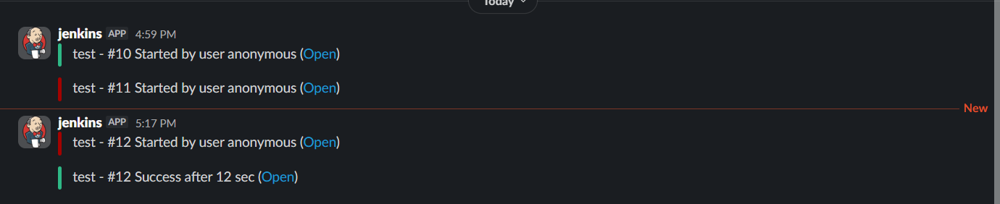 Today
jenkins APP 4:59 PM
test - #10 Started by user anonymous (Open)
test - #11 Started by user anonymous (Open)
New
jenkins APP 5:17 PM
test - #12 Started by user anonymous (Open)
test - #12 Success after 12 sec (Open)